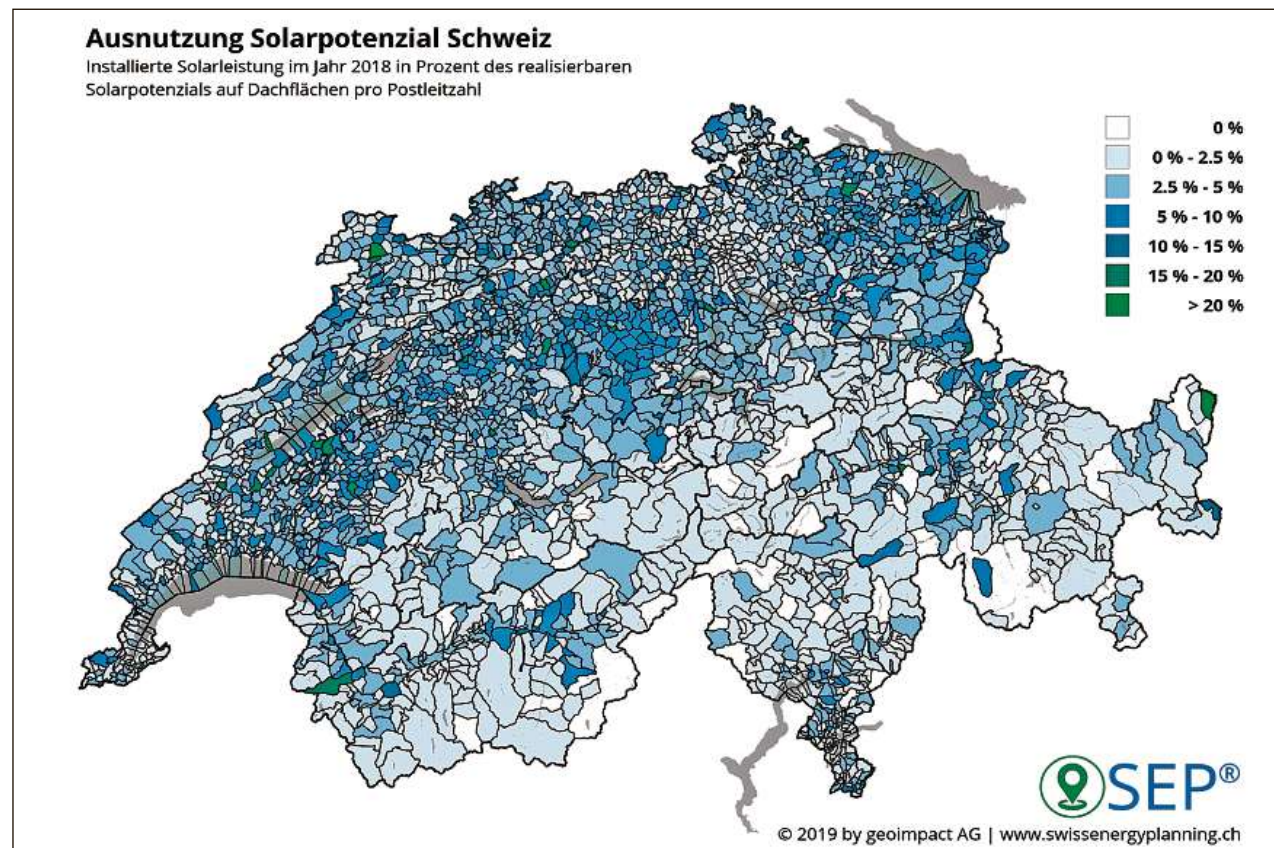 Ausnutzung Solarpotenzial Schweiz
Installierte Solarleistung im Jahr 2018 in Prozent des realisierbaren
Solarpotenzials auf Dachflächen pro Postleitzahl
0 %
0 % - 2.5 %
2.5 % - 5 %
5 % - 10 %
10 % - 15 %
15 % - 20 %
> 20 %
SEP®
© 2019 by geoimpact AG | www.swissenergyplanning.ch